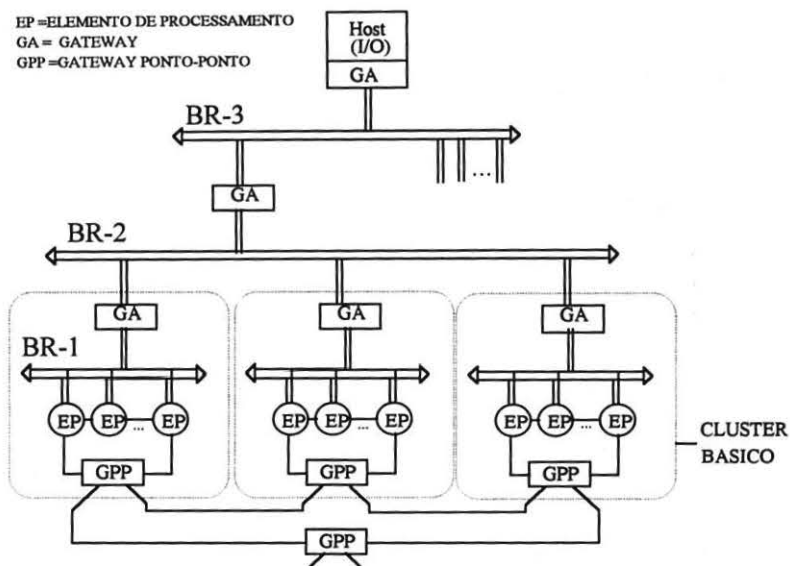 EP =ELEMENTO DE PROCESSAMENTO
GA = GATEWAY
GPP =GATEWAY PONTO-PONTO
Host
(I/O)
GA
BR-3
...
GA
BR-2
GA
GA
GA
BR-1
EP EP ... EP
EP EP ... EP
EP EP ... EP
CLUSTER
BASICO
GPP
GPP
GPP
GPP